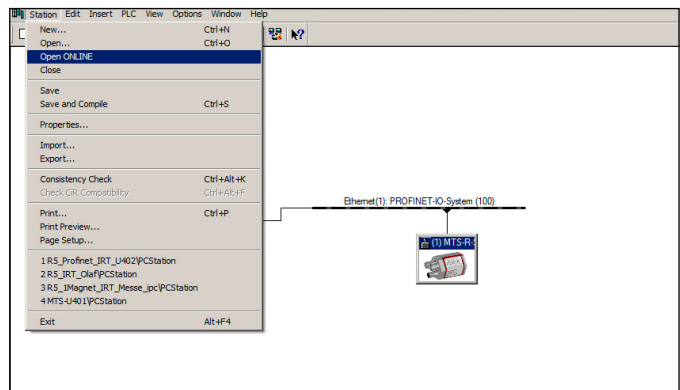 Station Edit Insert PLC View Options Window Help
New... Ctrl+N
Open... Ctrl+O
Open ONLINE
Close
Save
Save and Compile Ctrl+S
Properties...
Import...
Export...
Consistency Check Ctrl+Alt+K
Check CiR Compatibility Ctrl+Alt+F
Print... Ctrl+P
Print Preview...
Page Setup...
1 R5_Profinet_IRT_U402\PCStation
2 R5_IRT_Olaf\PCStation
3 R5_1Magnet_IRT_Messe_ipc\PCStation
4 MTS-U401\PCStation
Exit Alt+F4
Ethernet(1): PROFINET-IO-System (100)
(1) MTS-R-